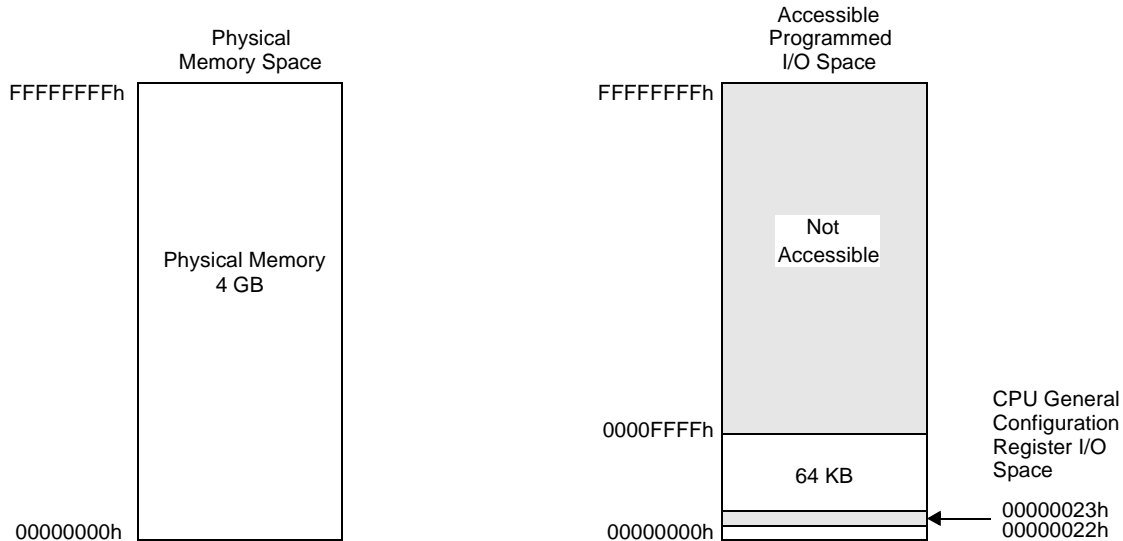 Physical
Memory Space
FFFFFFFFh
Physical Memory
4 GB
00000000h
Accessible
Programmed
I/O Space
FFFFFFFFh
Not
Accessible
0000FFFFh
64 KB
00000000h
CPU General
Configuration
Register I/O
Space
00000023h
00000022h